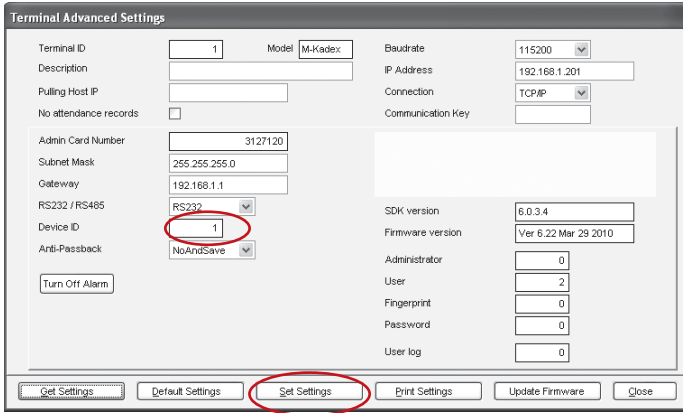 Terminal Advanced Settings
Terminal ID 1 Model M-Kadex
Description
Pulling Host IP
No attendance records
Baudrate 115200
IP Address 192.168.1.201
Connection TCP/IP
Communication Key
Admin Card Number 3127120
Subnet Mask 255.255.255.0
Gateway 192.168.1.1
RS232 / RS485 RS232
Device ID 1
Anti-Passback NoAndSave
Turn Off Alarm
SDK version 6.0.3.4
Firmware version Ver 6.22 Mar 29 2010
Administrator 0
User 2
Fingerprint 0
Password 0
User log 0
Get Settings Default Settings Set Settings Print Settings Update Firmware Close